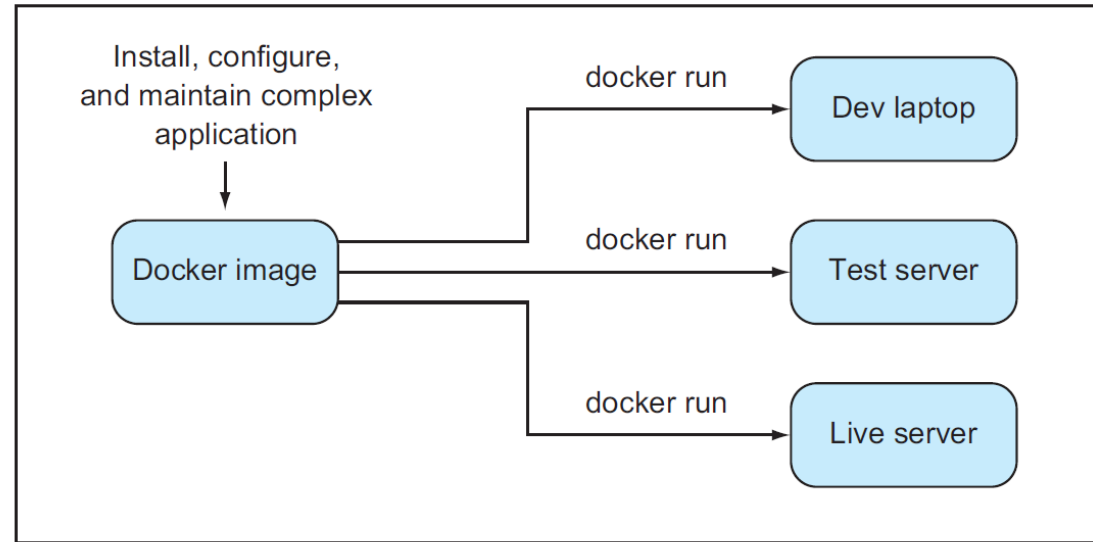 Install, configure,
and maintain complex
application
docker run
Dev laptop
Docker image
docker run
Test server
docker run
Live server